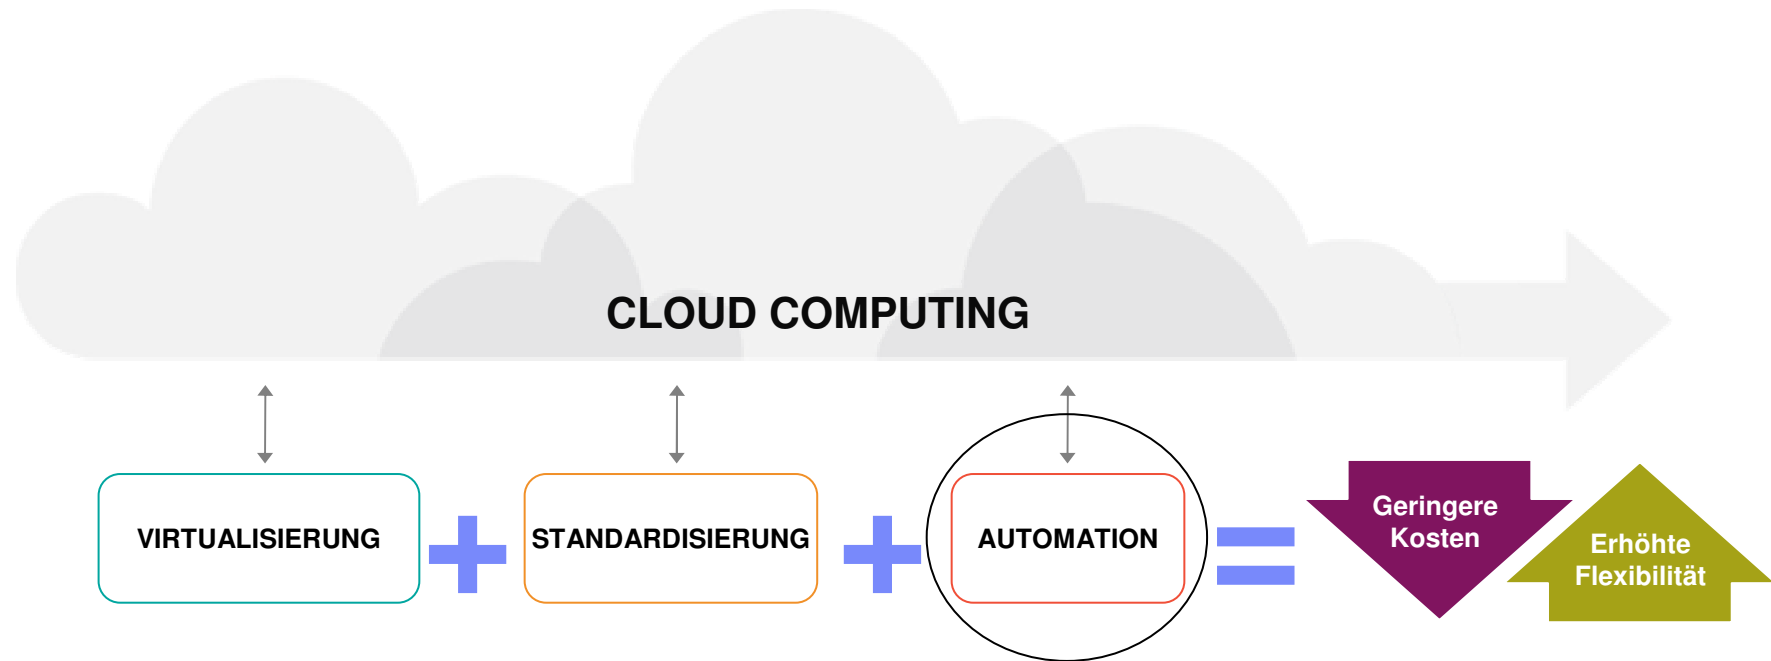 CLOUD COMPUTING
VIRTUALISIERUNG
STANDARDISIERUNG
AUTOMATION
Geringere
Kosten
Erhöhte
Flexibilität